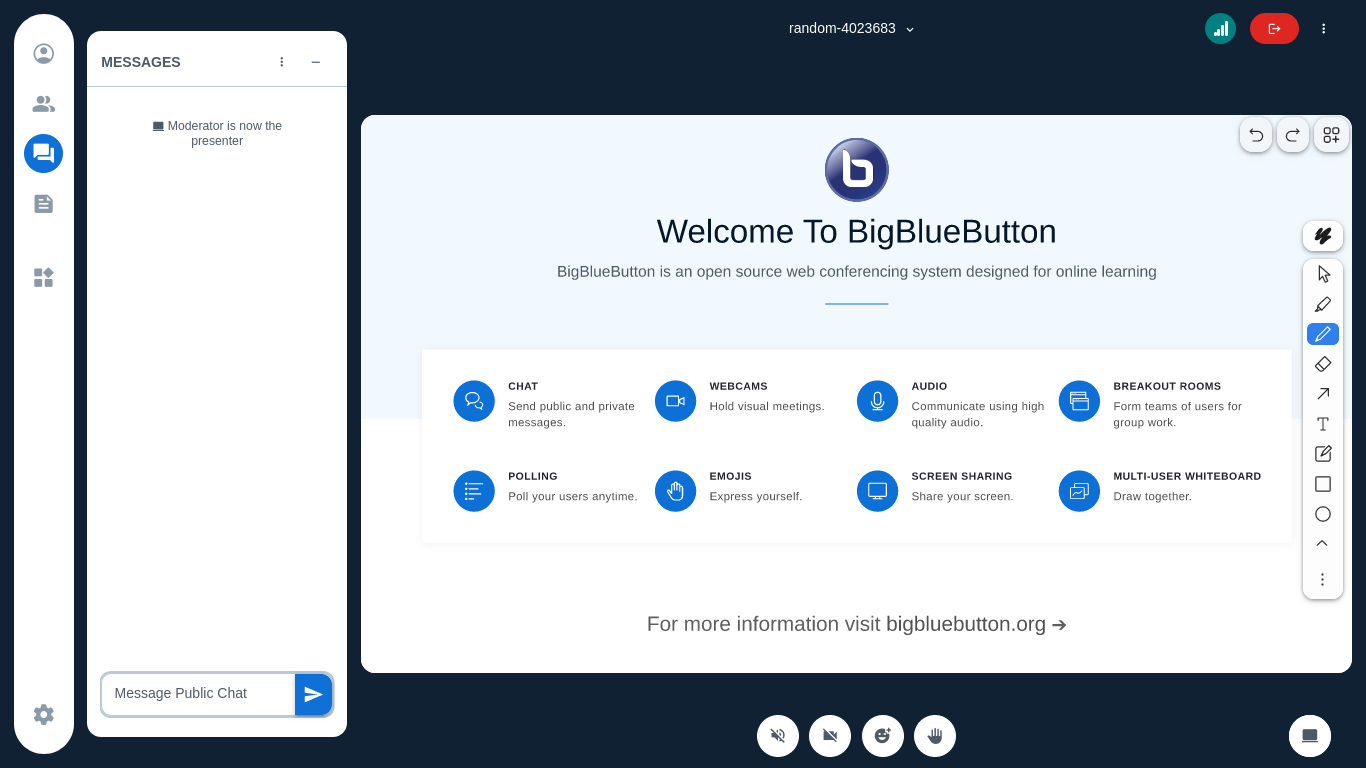 random-4023683
MESSAGES
Moderator is now the
presenter
Message Public Chat
Welcome To BigBlueButton
BigBlueButton is an open source web conferencing system designed for online learning
CHAT
Send public and private
messages.
WEBCAMS
Hold visual meetings.
AUDIO
Communicate using high
quality audio.
BREAKOUT ROOMS
Form teams of users for
group work.
POLLING
Poll your users anytime.
EMOJIS
Express yourself.
SCREEN SHARING
Share your screen.
MULTI-USER WHITEBOARD
Draw together.
For more information visit bigbluebutton.org ➔